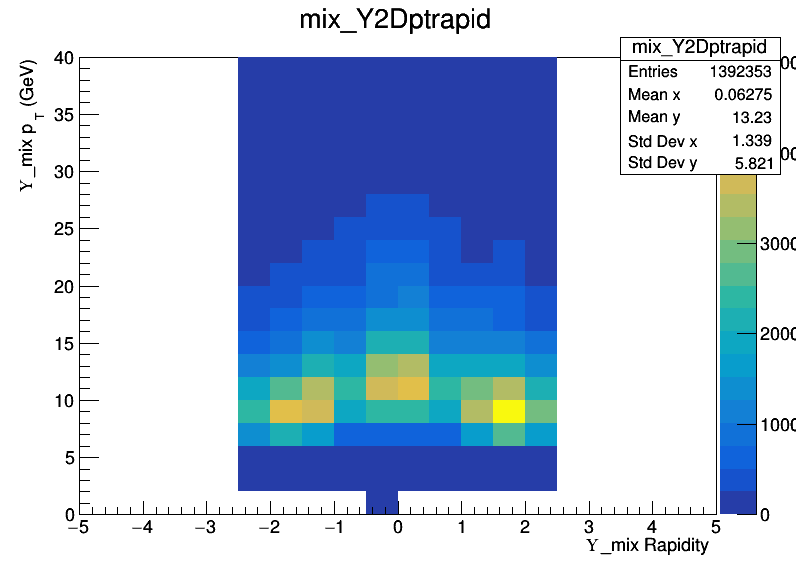 mix_Y2Dptrapid
mix_Y2Dptrapid
Entries 1392353
Mean x 0.06275
Mean y 13.23
Std Dev x 1.339
Std Dev y 5.821
ϒ_mix p_T (GeV)
40
35
30
25
20
15
10
5
0
−5 −4 −3 −2 −1 0 1 2 3 4 5
ϒ_mix Rapidity
3000
2000
1000
0